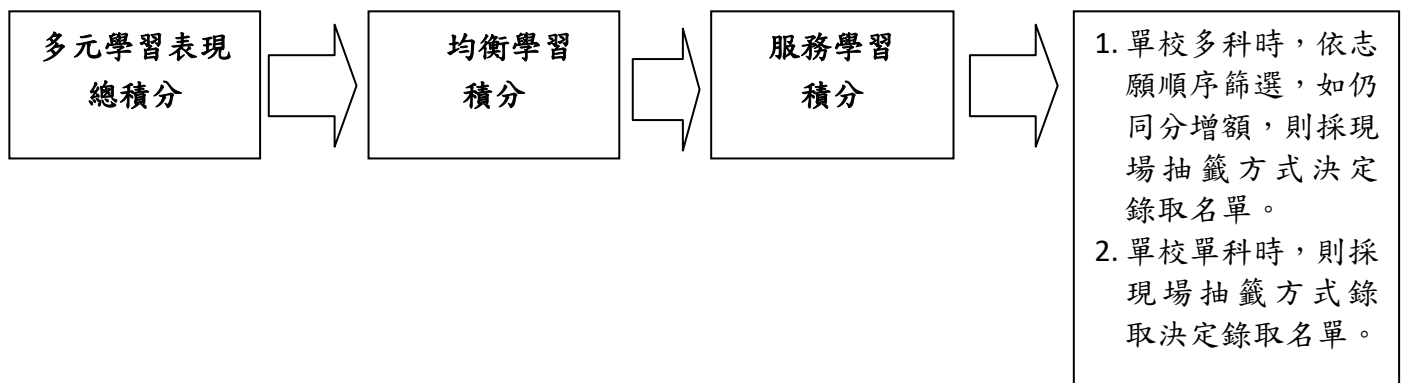 多元學習表現
總積分
均衡學習
積分
服務學習
積分
1. 單校多科時，依志
願順序篩選，如仍
同分增額，則採現
場抽籤方式決定
錄取名單。
2. 單校單科時，則採
現場抽籤方式錄
取決定錄取名單。